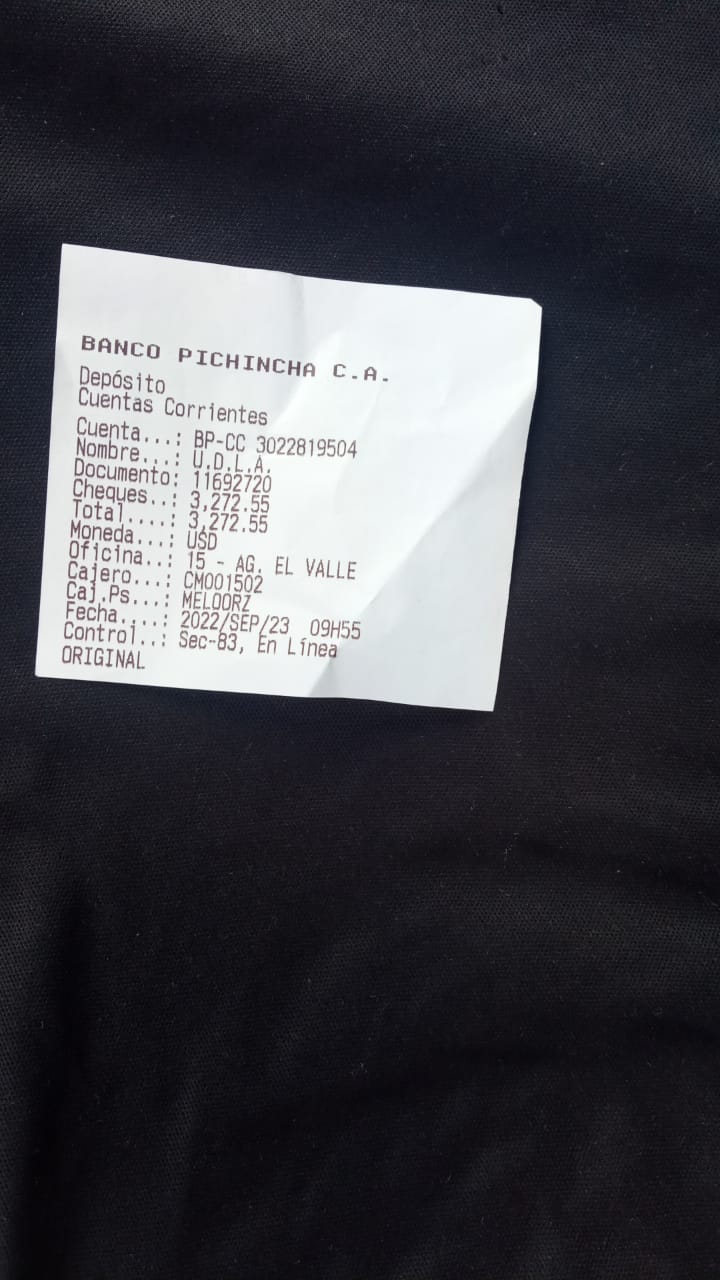 BANCO PICHINCHA C.A.
Depósito
Cuentas Corrientes
Cuenta...: BP-CC 3022819504
Nombre...: U.D.L.A.
Documento: 11692720
Cheques..: 3,272.55
Total....: 3,272.55
Moneda...: USD
Oficina..: 15 - AG. EL VALLE
Cajero...: CM001502
Caj.Ps...: MELOORZ
Fecha....: 2022/SEP/23 09H55
Control..: Sec-83, En Línea
ORIGINAL